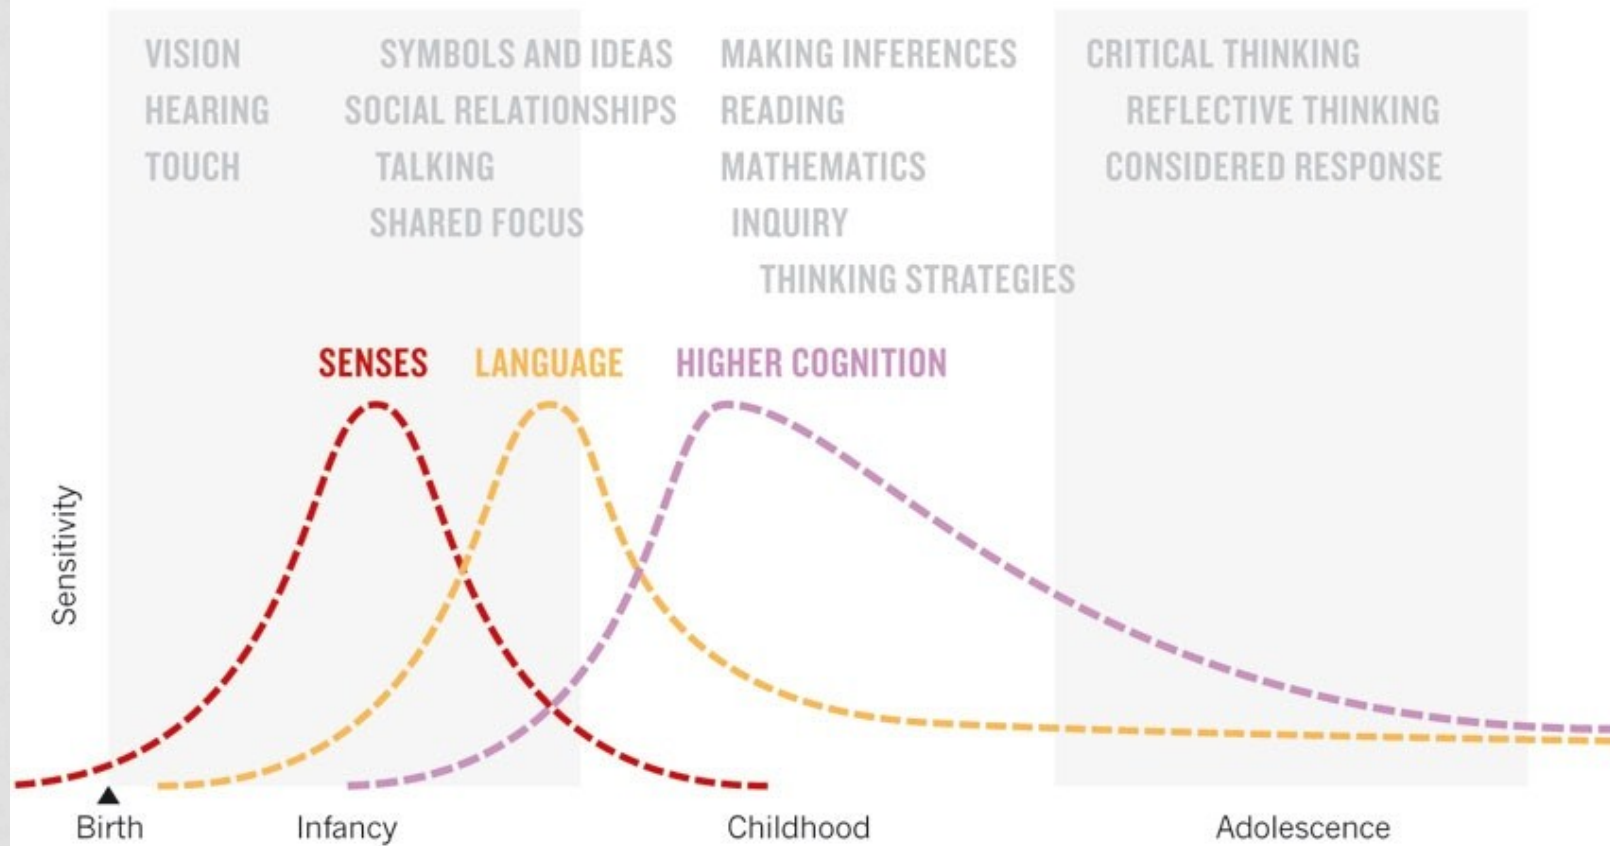 VISION
HEARING
TOUCH
SYMBOLS AND IDEAS
SOCIAL RELATIONSHIPS
TALKING
SHARED FOCUS
MAKING INFERENCES
READING
MATHEMATICS
INQUIRY
THINKING STRATEGIES
CRITICAL THINKING
REFLECTIVE THINKING
CONSIDERED RESPONSE
SENSES
LANGUAGE
HIGHER COGNITION
Sensitivity
Birth
Infancy
Childhood
Adolescence